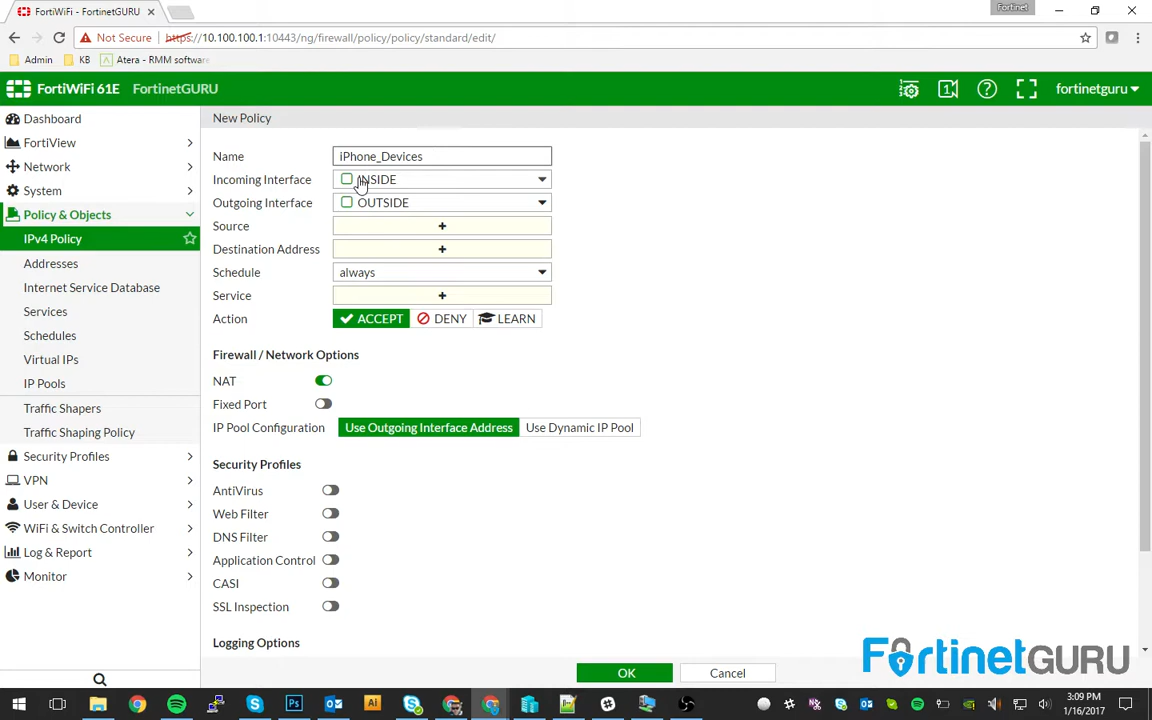 FortiWiFi - FortinetGURU
Fortinet
Not Secure https://10.100.100.1:10443/ng/firewall/policy/policy/standard/edit/
Admin KB Atera - RMM software
FortiWiFi 61E FortinetGURU 1 fortinetguru
Dashboard
FortiView
Network
System
Policy & Objects
IPv4 Policy
Addresses
Internet Service Database
Services
Schedules
Virtual IPs
IP Pools
Traffic Shapers
Traffic Shaping Policy
Security Profiles
VPN
User & Device
WiFi & Switch Controller
Log & Report
Monitor
New Policy
Name iPhone_Devices
Incoming Interface INSIDE
Outgoing Interface OUTSIDE
Source +
Destination Address +
Schedule always
Service +
Action ACCEPT DENY LEARN
Firewall / Network Options
NAT
Fixed Port
IP Pool Configuration Use Outgoing Interface Address Use Dynamic IP Pool
Security Profiles
AntiVirus
Web Filter
DNS Filter
Application Control
CASI
SSL Inspection
Logging Options
OK Cancel
FortinetGURU
3:09 PM
1/16/2017